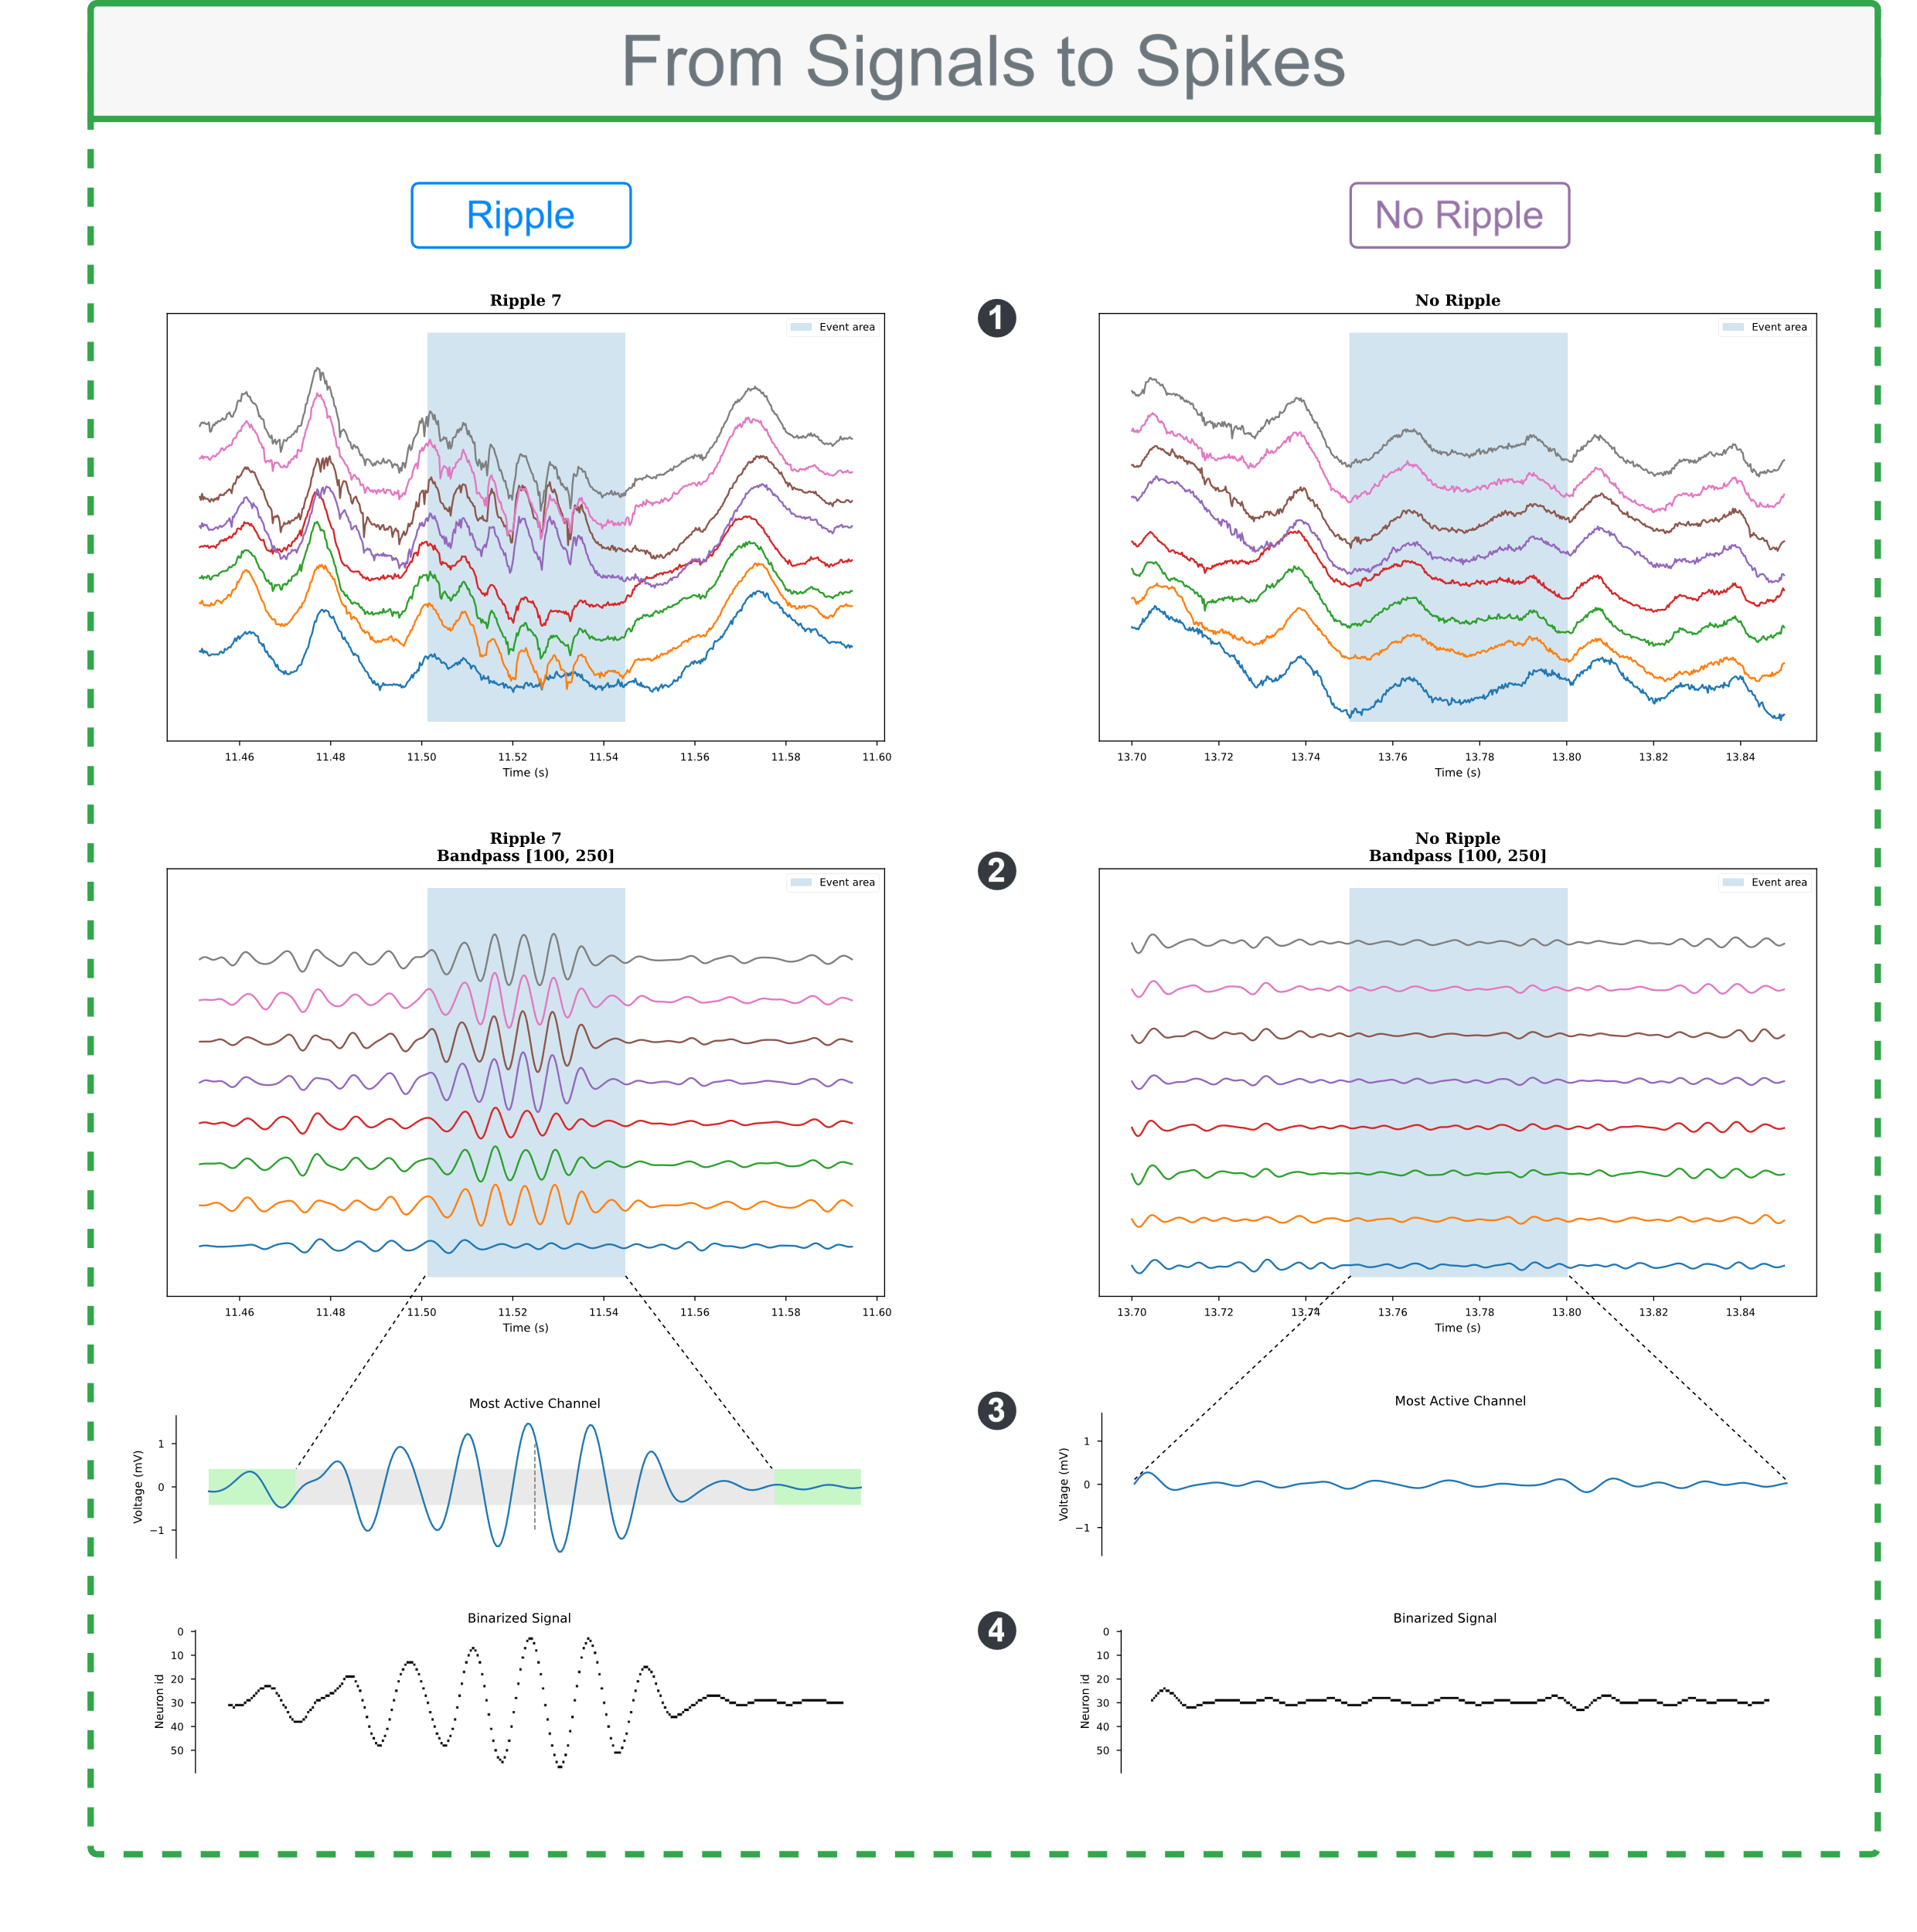 From Signals to Spikes
Ripple
No Ripple
Ripple 7
Event area
11.46 11.48 11.50 11.52 11.54 11.56 11.58 11.60
Time (s)
1
No Ripple
Event area
13.70 13.72 13.74 13.76 13.78 13.80 13.82 13.84
Time (s)
Ripple 7
Bandpass [100, 250]
Event area
11.46 11.48 11.50 11.52 11.54 11.56 11.58 11.60
Time (s)
2
No Ripple
Bandpass [100, 250]
Event area
13.70 13.72 13.74 13.76 13.78 13.80 13.82 13.84
Time (s)
Most Active Channel
Voltage (mV)
1
0
−1
3
Most Active Channel
Voltage (mV)
1
0
−1
Binarized Signal
Neuron id
0
10
20
30
40
50
4
Binarized Signal
Neuron id
0
10
20
30
40
50